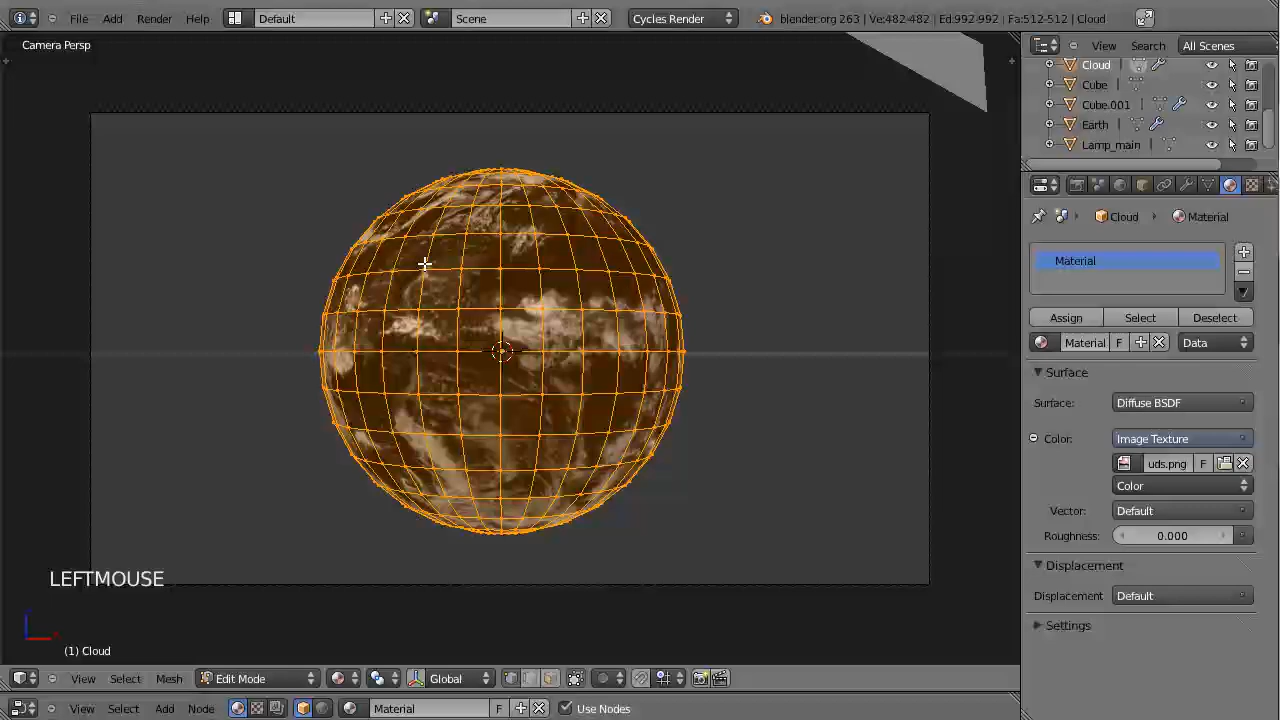 File Add Render Help Default Scene Cycles Render blender.org 263 | Ve:482-482 | Ed:992-992 | Fa:512-512 | Cloud
Camera Persp
View Search All Scenes
Cloud
Cube
Cube.001
Earth
Lamp_main
Cloud Material
Material
Assign Select Deselect
Material F Data
Surface
Surface: Diffuse BSDF
Color: Image Texture
uds.png F
Color
Vector: Default
Roughness: 0.000
Displacement
Displacement Default
Settings
LEFTMOUSE
(1) Cloud
View Select Mesh Edit Mode Global
View Select Add Node Material F Use Nodes